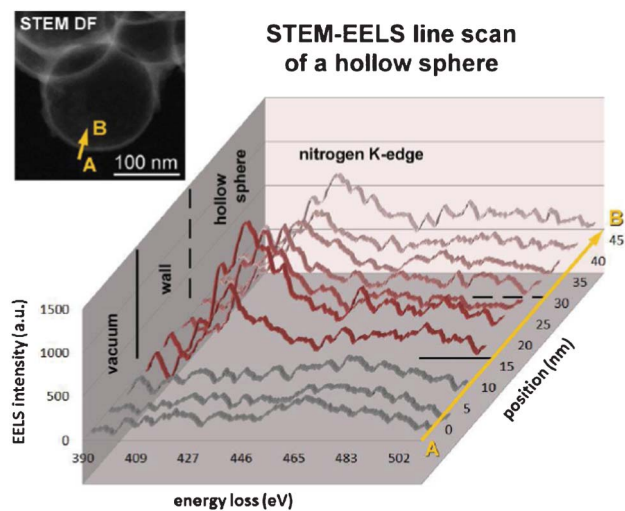 STEM DF
B
A
100 nm
STEM-EELS line scan
of a hollow sphere
nitrogen K-edge
hollow
sphere
wall
vacuum
EELS intensity (a.u.)
1500
1000
500
0
390
409
427
446
465
483
502
energy loss (eV)
A
0
5
10
15
20
25
30
35
40
45
B
position (nm)